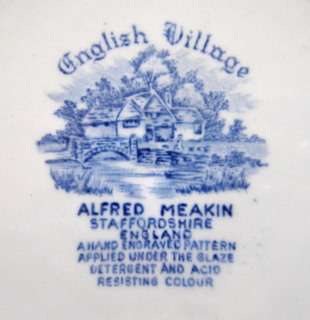 English Village
ALFRED MEAKIN
STAFFORDSHIRE
ENGLAND
A HAND ENGRAVED PATTERN
APPLIED UNDER THE GLAZE
DETERGENT AND ACID
RESISTING COLOUR